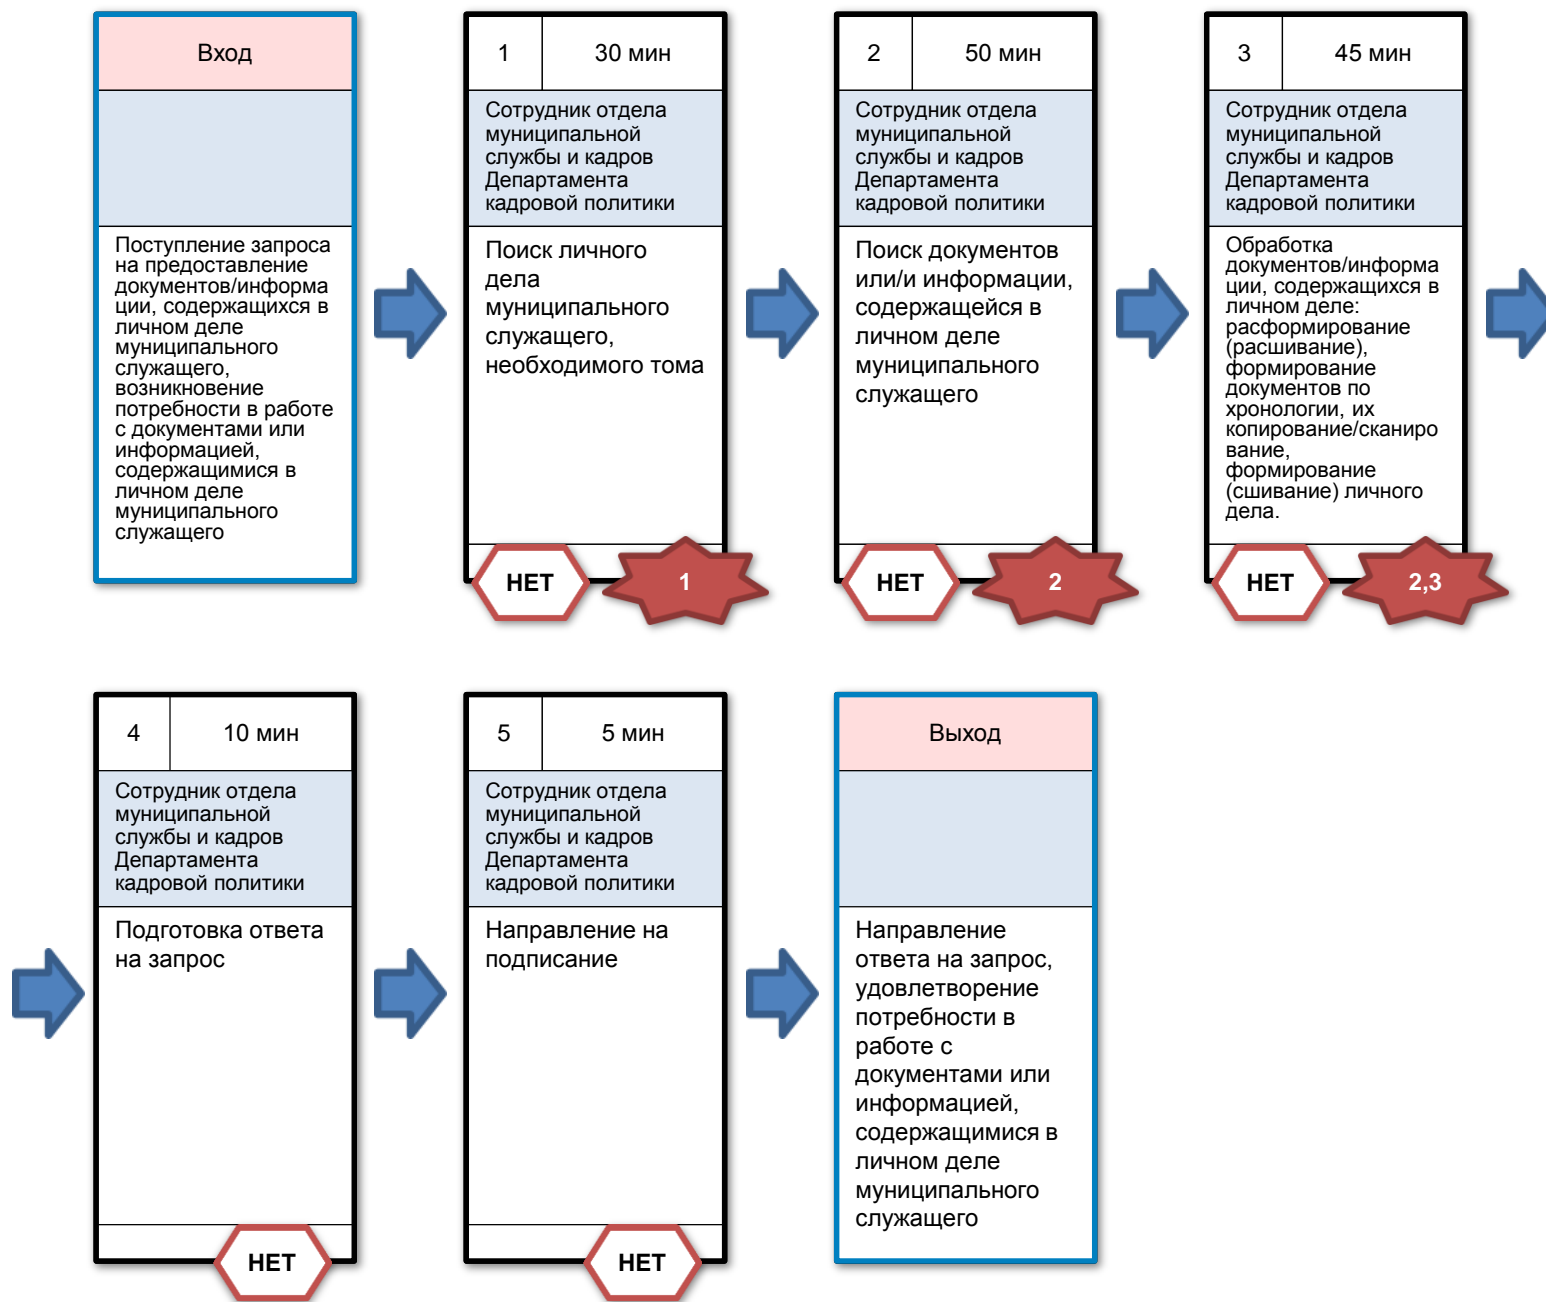 Вход
Поступление запроса
на предоставление
документов/информа
ции, содержащихся в
личном деле
муниципального
служащего,
возникновение
потребности в работе
с документами или
информацией,
содержащимися в
личном деле
муниципального
служащего
1
30 мин
Сотрудник отдела
муниципальной
службы и кадров
Департамента
кадровой политики
Поиск личного
дела
муниципального
служащего,
необходимого тома
НЕТ
1
2
50 мин
Сотрудник отдела
муниципальной
службы и кадров
Департамента
кадровой политики
Поиск документов
или/и информации,
содержащейся в
личном деле
муниципального
служащего
НЕТ
2
3
45 мин
Сотрудник отдела
муниципальной
службы и кадров
Департамента
кадровой политики
Обработка
документов/информа
ции, содержащихся в
личном деле:
расформирование
(расшивание),
формирование
документов по
хронологии, их
копирование/сканиро
вание,
формирование
(сшивание) личного
дела.
НЕТ
2,3
4
10 мин
Сотрудник отдела
муниципальной
службы и кадров
Департамента
кадровой политики
Подготовка ответа
на запрос
НЕТ
5
5 мин
Сотрудник отдела
муниципальной
службы и кадров
Департамента
кадровой политики
Направление на
подписание
НЕТ
Выход
Направление
ответа на запрос,
удовлетворение
потребности в
работе с
документами или
информацией,
содержащимися в
личном деле
муниципального
служащего